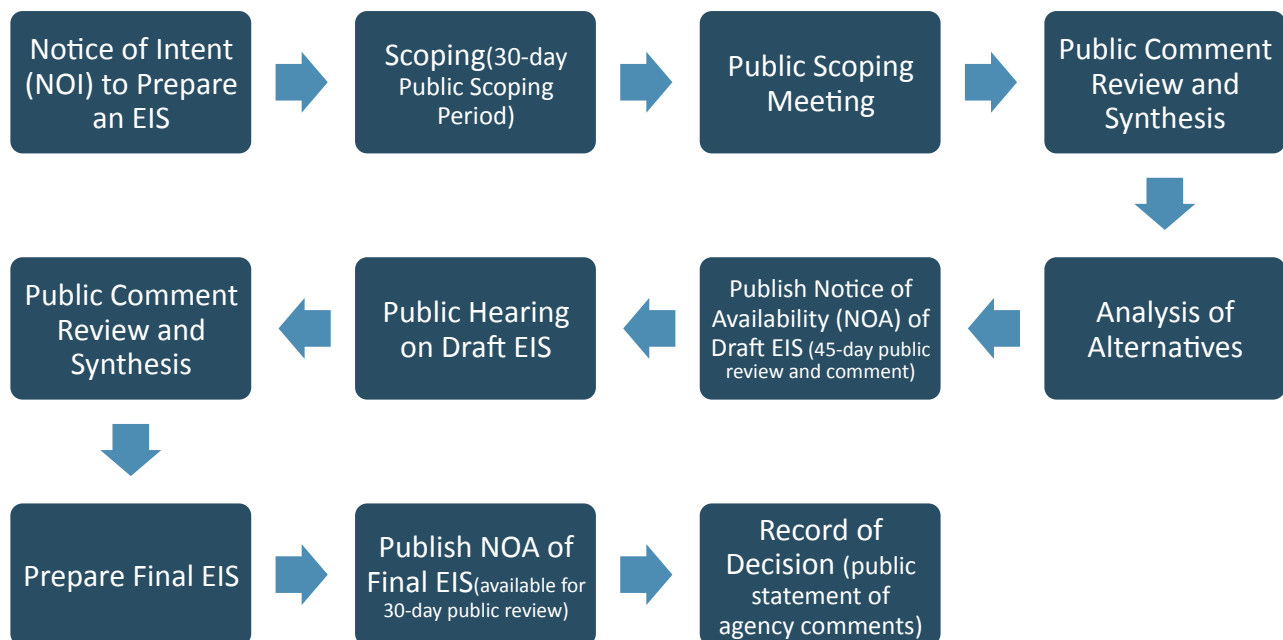 Notice of Intent
(NOI) to Prepare
an EIS
Scoping(30-day
Public Scoping
Period)
Public Scoping
Meeting
Public Comment
Review and
Synthesis
Analysis of
Alternatives
Publish Notice of
Availability (NOA) of
Draft EIS (45-day public
review and comment)
Public Hearing
on Draft EIS
Public Comment
Review and
Synthesis
Prepare Final EIS
Publish NOA of
Final EIS(available for
30-day public review)
Record of
Decision (public
statement of
agency comments)